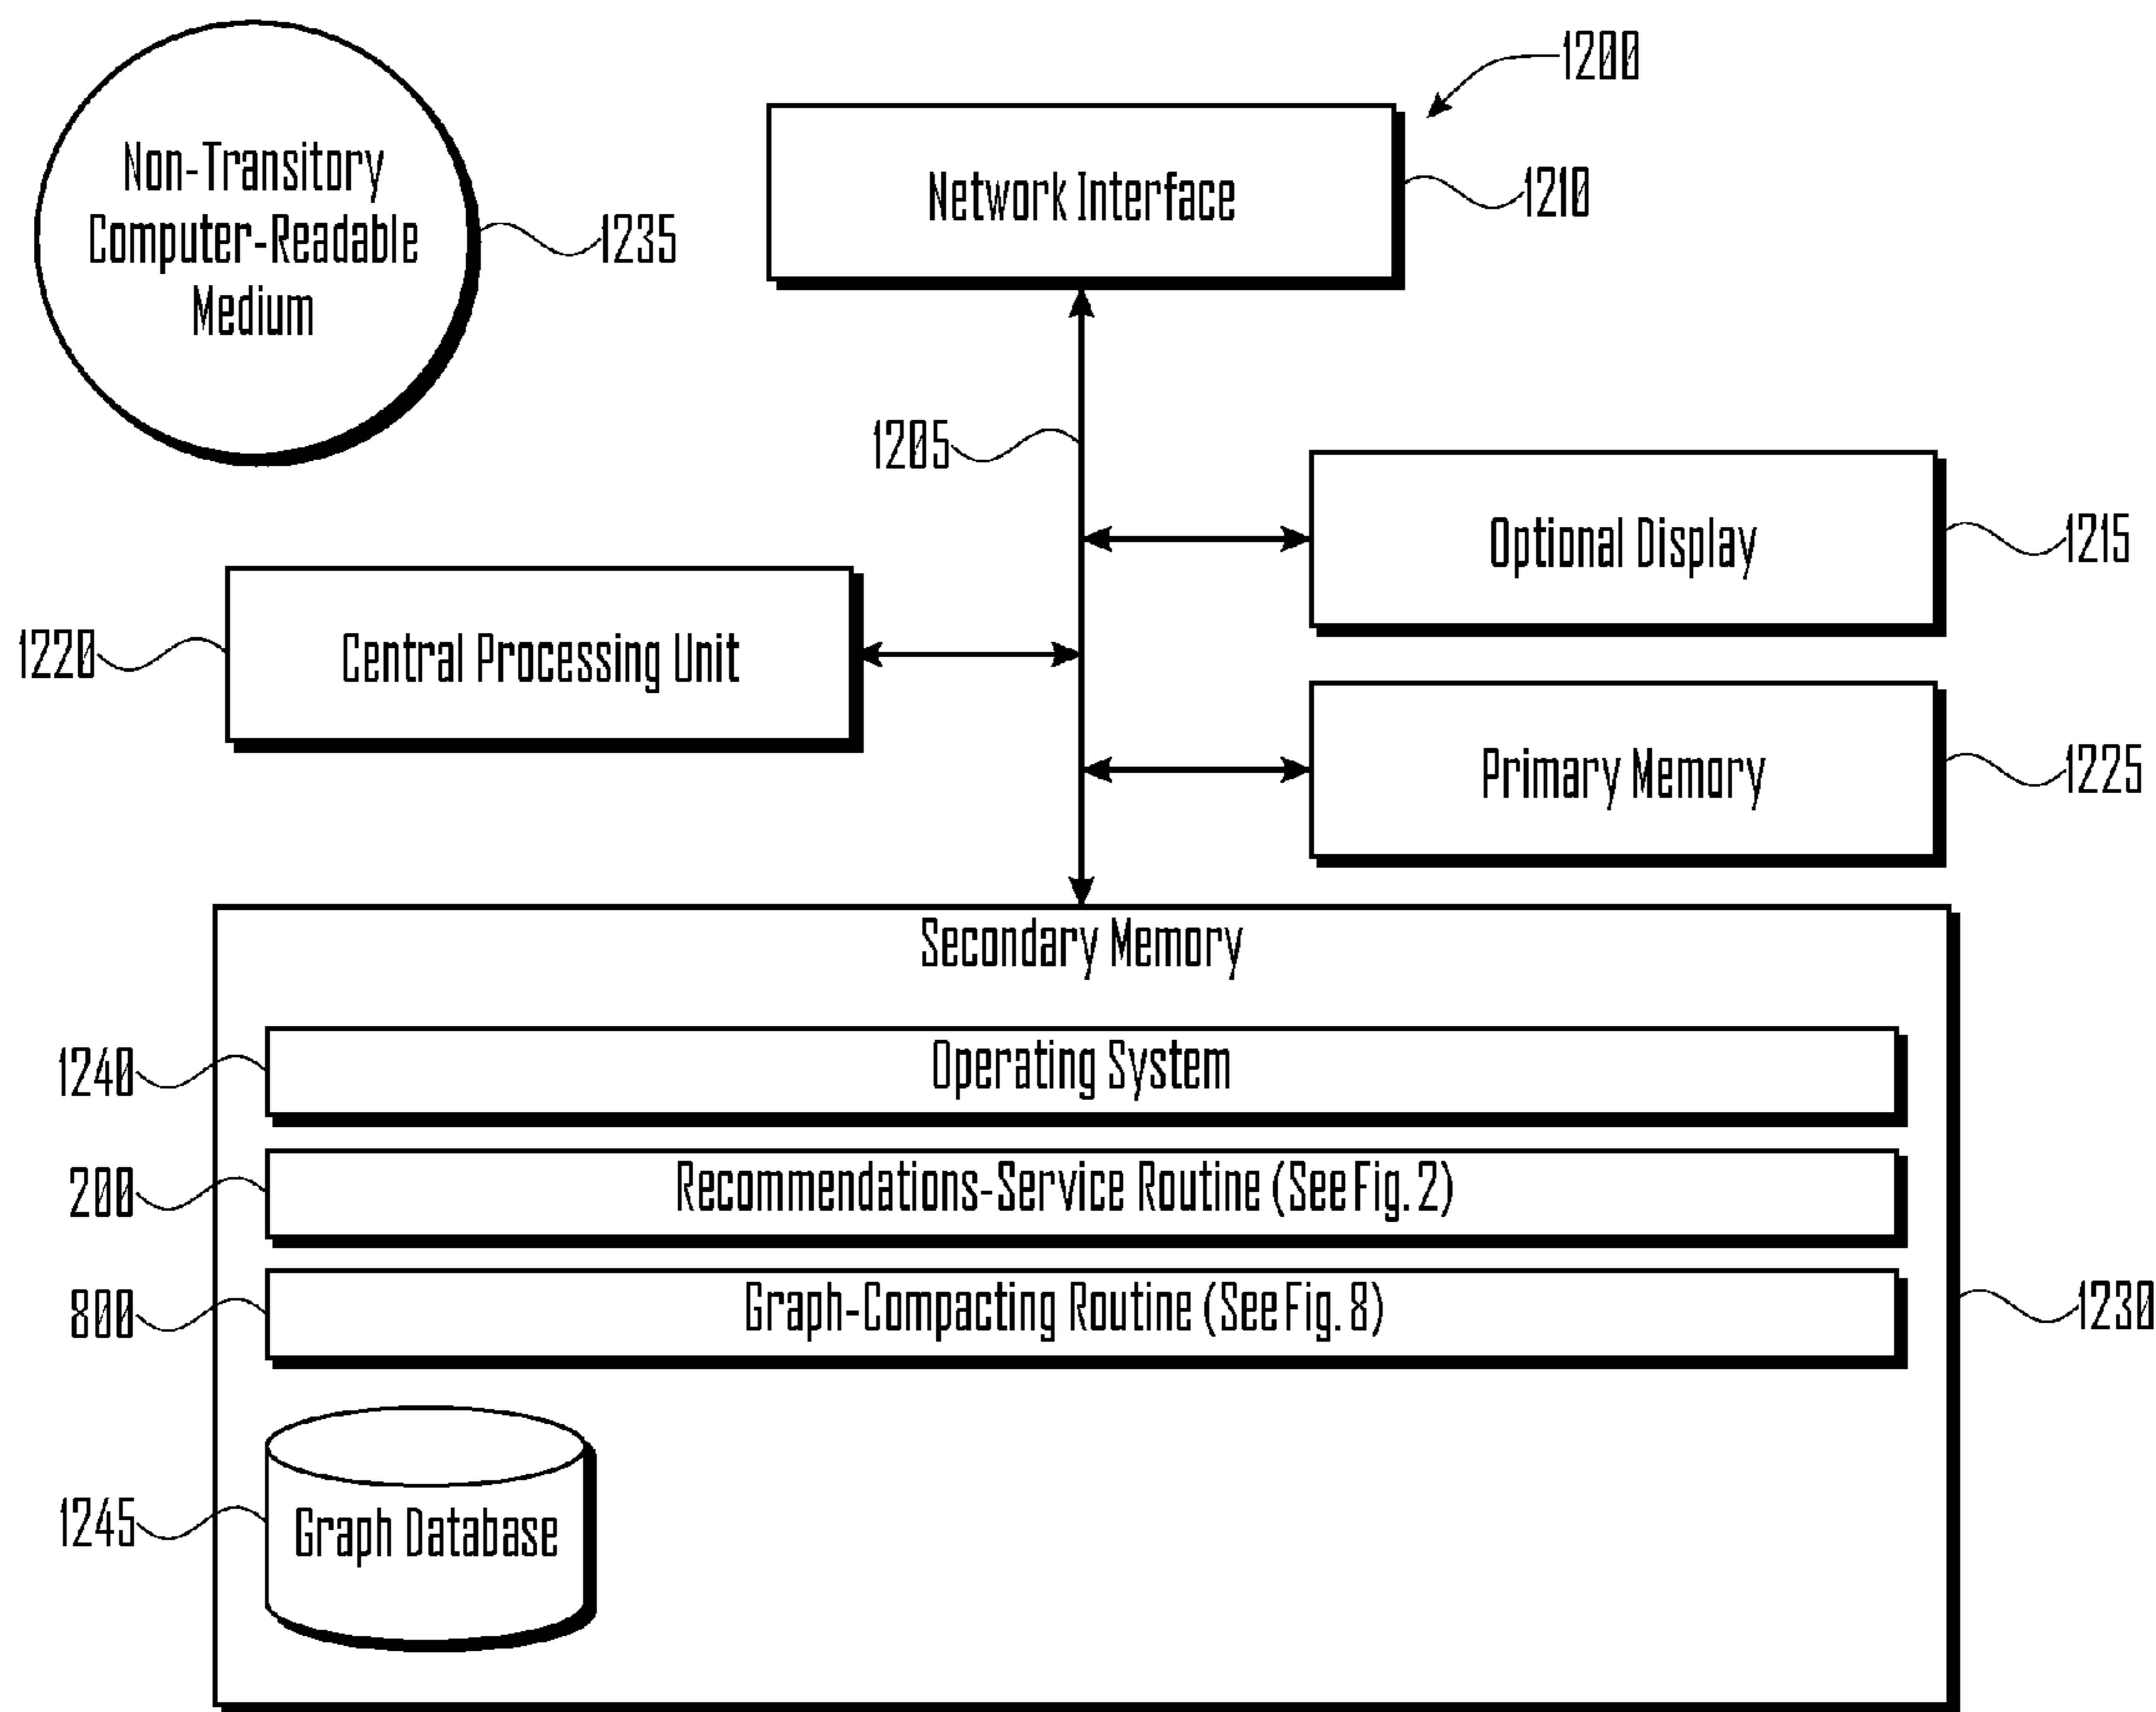 1200
Non-Transitory
Computer-Readable
Medium
1235
Network Interface
1210
1205
Optional Display
1215
Central Processing Unit
1220
Primary Memory
1225
Secondary Memory
1240
Operating System
200
Recommendations-Service Routine (See Fig. 2)
800
Graph-Compacting Routine (See Fig. 8)
1230
1245
Graph Database